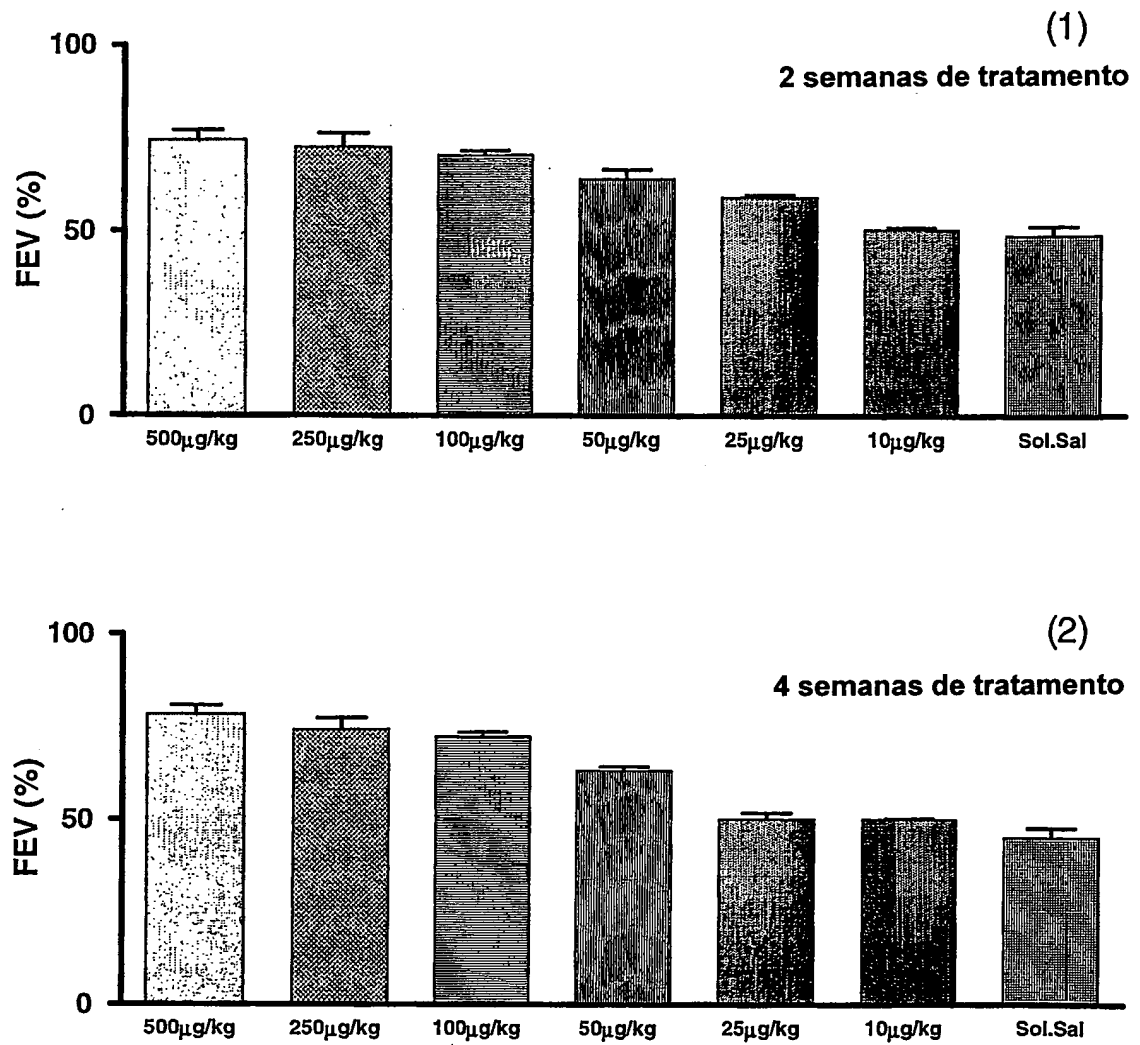 (1)
2 semanas de tratamento
100
50
0
FEV (%)
500µg/kg 250µg/kg 100µg/kg 50µg/kg 25µg/kg 10µg/kg Sol.Sal
(2)
4 semanas de tratamento
100
50
0
FEV (%)
500µg/kg 250µg/kg 100µg/kg 50µg/kg 25µg/kg 10µg/kg Sol.Sal